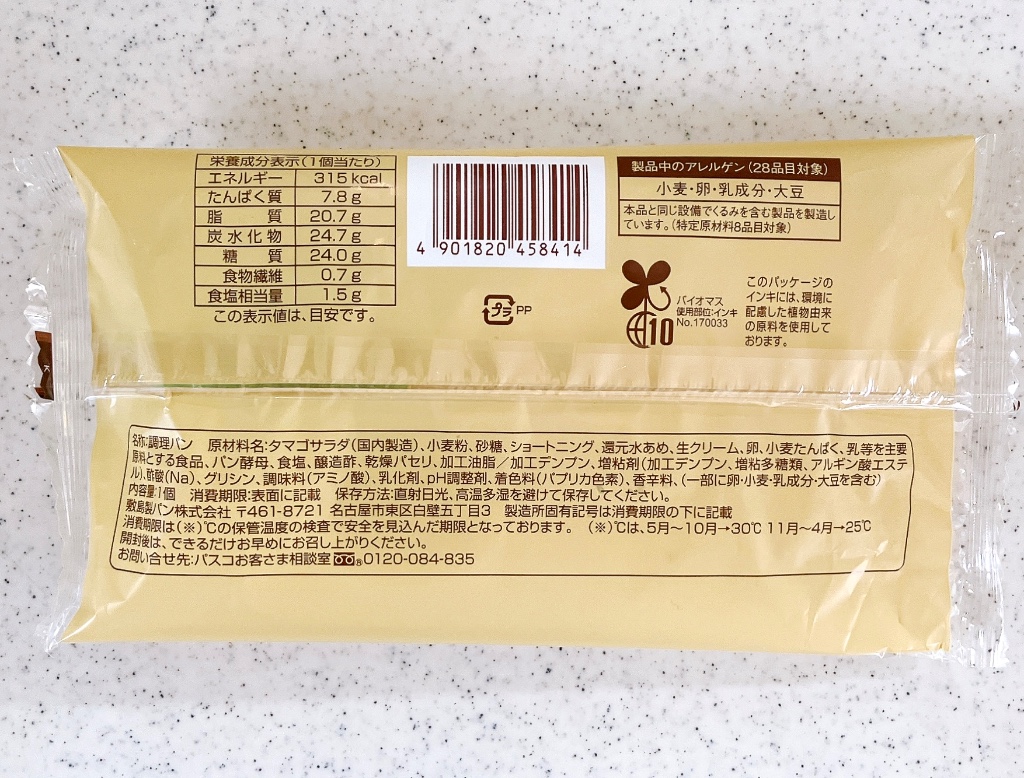 栄養成分表示(1個当たり)
エネルギー 315 kcal
たんぱく質 7.8 g
脂質 20.7 g
炭水化物 24.7 g
糖質 24.0 g
食物繊維 0.7 g
食塩相当量 1.5 g
この表示値は、目安です。
4 901820 458414
プラ PP
製品中のアレルゲン(28品目対象)
小麦・卵・乳成分・大豆
本品と同じ設備でくるみを含む製品を製造し
ています。(特定原材料8品目対象)
10
バイオマス
使用部位:インキ
No.170033
このパッケージの
インキには、環境に
配慮した植物由来
の原料を使用して
おります。
名称:調理パン 原材料名:タマゴサラダ(国内製造)、小麦粉、砂糖、ショートニング、還元水あめ、生クリーム、卵、小麦たんぱく、乳等を主要
原料とする食品、パン酵母、食塩、醸造酢、乾燥パセリ、加工油脂/加工デンプン、増粘剤(加工デンプン、増粘多糖類、アルギン酸エステ
ル)、酢酸(Na)、グリシン、調味料(アミノ酸)、乳化剤、pH調整剤、着色料(パプリカ色素)、香辛料、(一部に卵・小麦・乳成分・大豆を含む)
内容量:1個 消費期限:表面に記載 保存方法:直射日光、高温多湿を避けて保存してください。
敷島製パン株式会社 〒461-8721 名古屋市東区白壁五丁目3 製造所固有記号は消費期限の下に記載
消費期限は(※)℃の保管温度の検査で安全を見込んだ期限となっております。 (※)℃は、5月〜10月→30℃ 11月〜4月→25℃
開封後は、できるだけお早めにお召し上がりください。
お問い合せ先:パスコお客さま相談室 0120-084-835